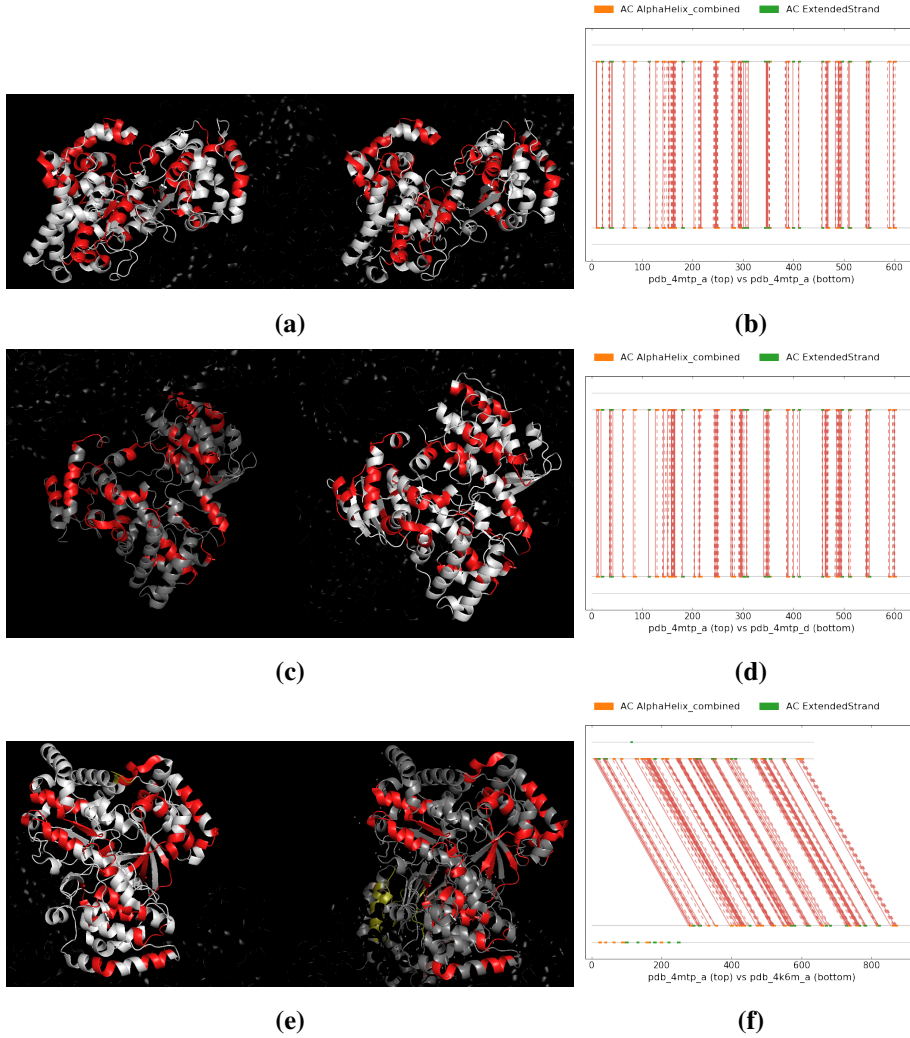 AC AlphaHelix_combined AC ExtendedStrand
0 100 200 300 400 500 600
pdb_4mtp_a (top) vs pdb_4mtp_a (bottom)
(a) (b)
AC AlphaHelix_combined AC ExtendedStrand
0 100 200 300 400 500 600
pdb_4mtp_a (top) vs pdb_4mtp_d (bottom)
(c) (d)
AC AlphaHelix_combined AC ExtendedStrand
0 200 400 600 800
pdb_4mtp_a (top) vs pdb_4k6m_a (bottom)
(e) (f)